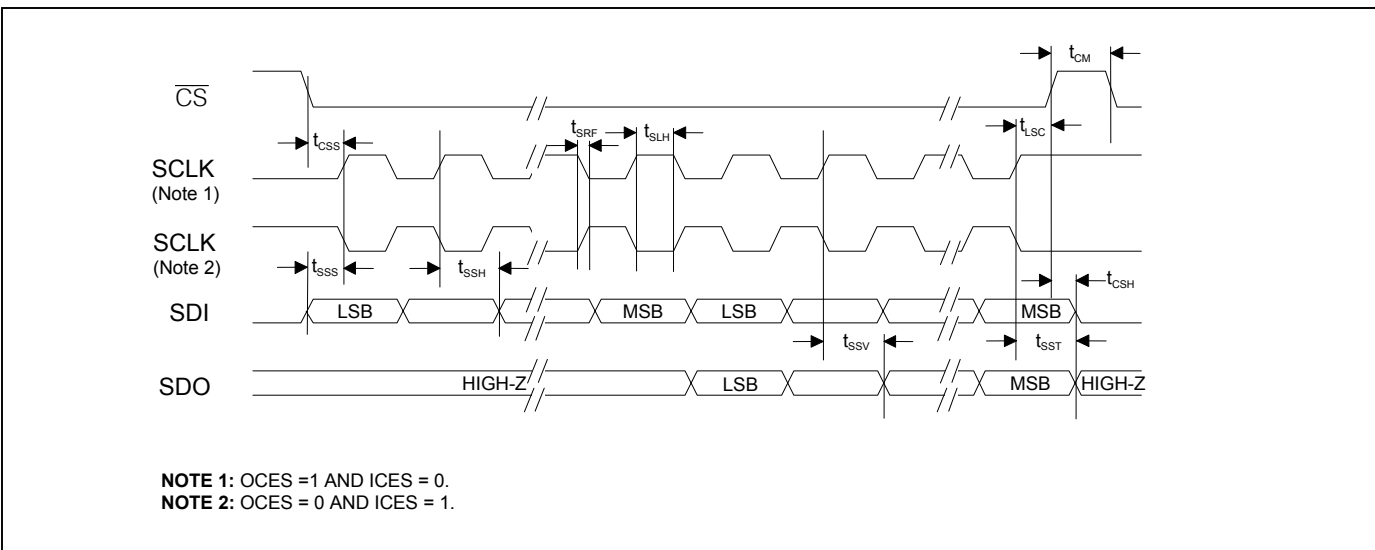 t_CM
CS
t_SRF t_SLH t_LSC
t_CSS
SCLK
(Note 1)
SCLK
(Note 2)
t_SSS t_SSH t_CSH
SDI LSB MSB LSB MSB
t_SSV t_SST
SDO HIGH-Z LSB MSB HIGH-Z
NOTE 1: OCES =1 AND ICES = 0.
NOTE 2: OCES = 0 AND ICES = 1.